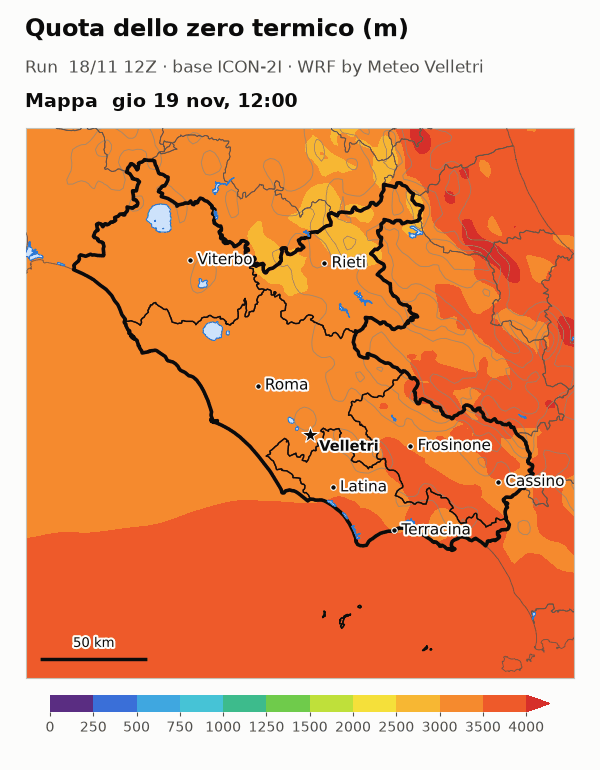 Quota dello zero termico (m)
Run  18/11 12Z · base ICON-2I · WRF by Meteo Velletri
Mappa  gio 19 nov, 12:00
Viterbo
Rieti
Roma
Velletri
Frosinone
Latina
Cassino
Terracina
50 km
0 250 500 750 1000 1250 1500 2000 2500 3000 3500 4000